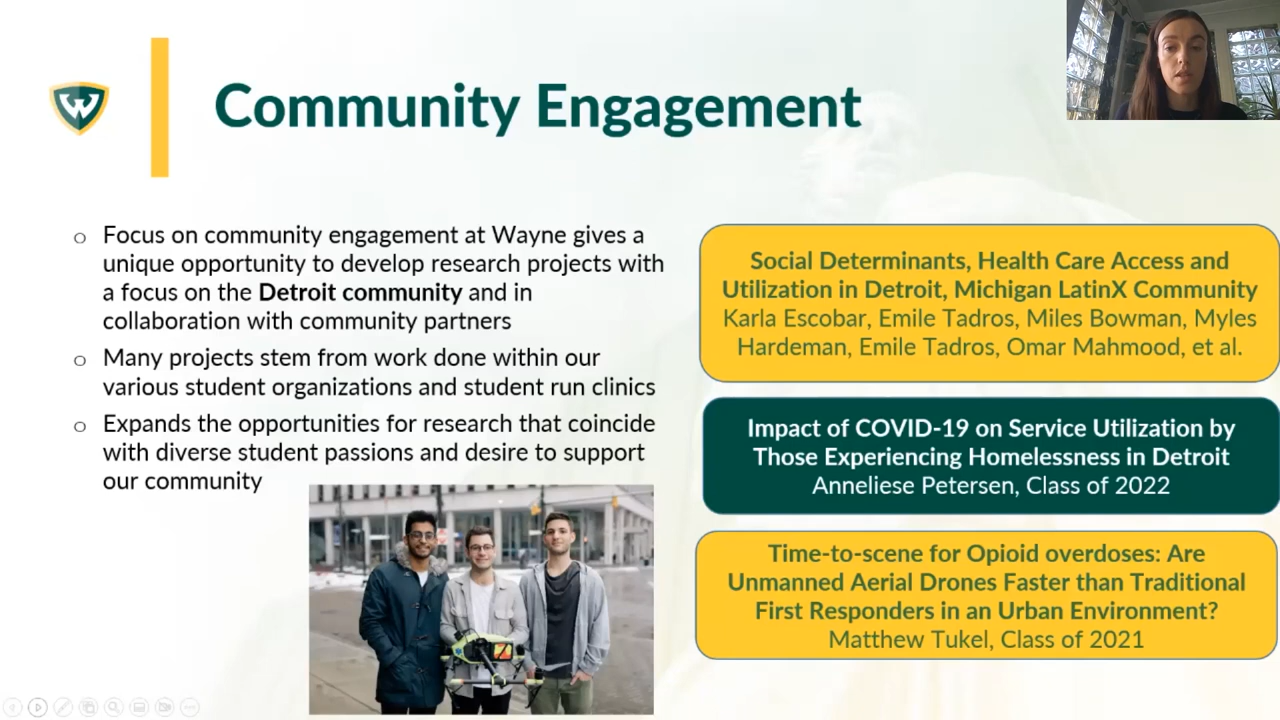 Community Engagement
o Focus on community engagement at Wayne gives a
unique opportunity to develop research projects with
a focus on the Detroit community and in
collaboration with community partners
o Many projects stem from work done within our
various student organizations and student run clinics
o Expands the opportunities for research that coincide
with diverse student passions and desire to support
our community
Social Determinants, Health Care Access and
Utilization in Detroit, Michigan LatinX Community
Karla Escobar, Emile Tadros, Miles Bowman, Myles
Hardeman, Emile Tadros, Omar Mahmood, et al.
Impact of COVID-19 on Service Utilization by
Those Experiencing Homelessness in Detroit
Anneliese Petersen, Class of 2022
Time-to-scene for Opioid overdoses: Are
Unmanned Aerial Drones Faster than Traditional
First Responders in an Urban Environment?
Matthew Tukel, Class of 2021